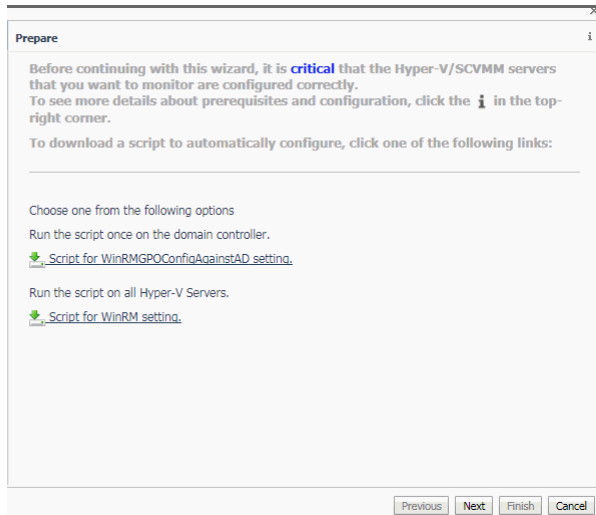 Prepare
i
Before continuing with this wizard, it is critical that the Hyper-V/SCVMM servers
that you want to monitor are configured correctly.
To see more details about prerequisites and configuration, click the i in the top-
right corner.
To download a script to automatically configure, click one of the following links:
Choose one from the following options
Run the script once on the domain controller.
Script for WinRMGPOConfigAgainstAD setting.
Run the script on all Hyper-V Servers.
Script for WinRM setting.
Previous Next Finish Cancel